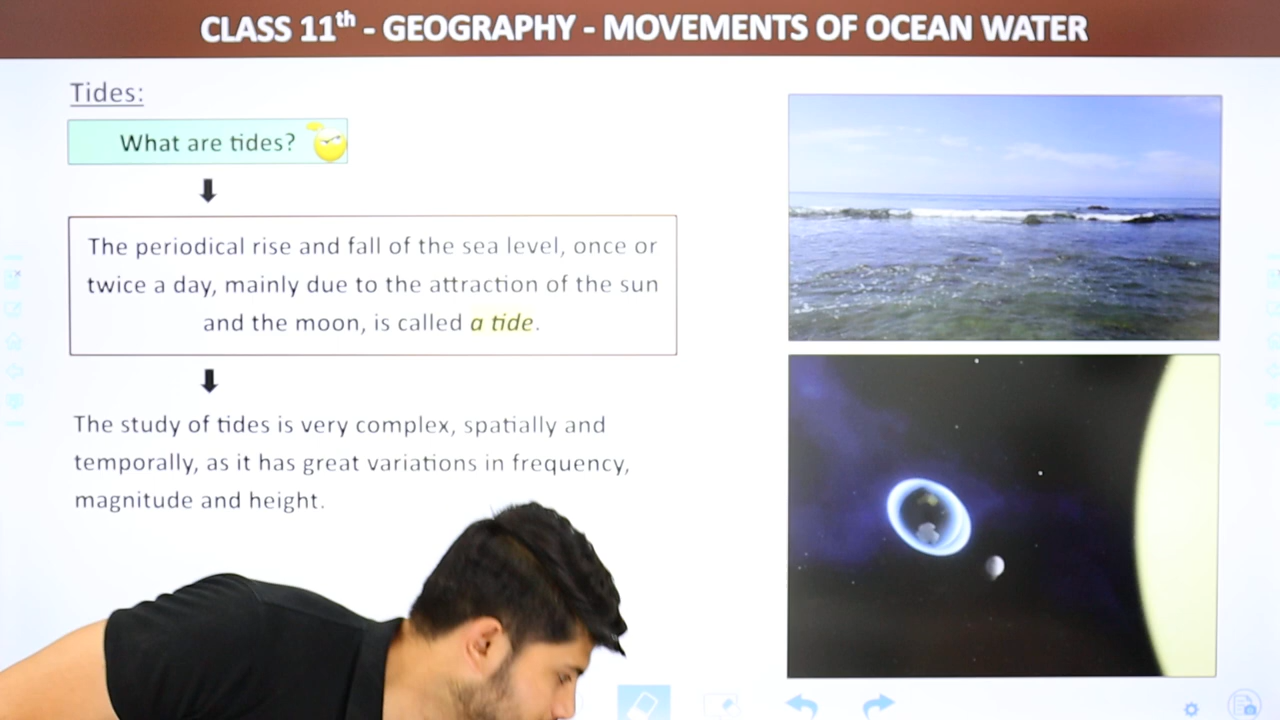 CLASS 11th - GEOGRAPHY - MOVEMENTS OF OCEAN WATER
Tides:
What are tides?
The periodical rise and fall of the sea level, once or
twice a day, mainly due to the attraction of the sun
and the moon, is called a tide.
The study of tides is very complex, spatially and
temporally, as it has great variations in frequency,
magnitude and height.